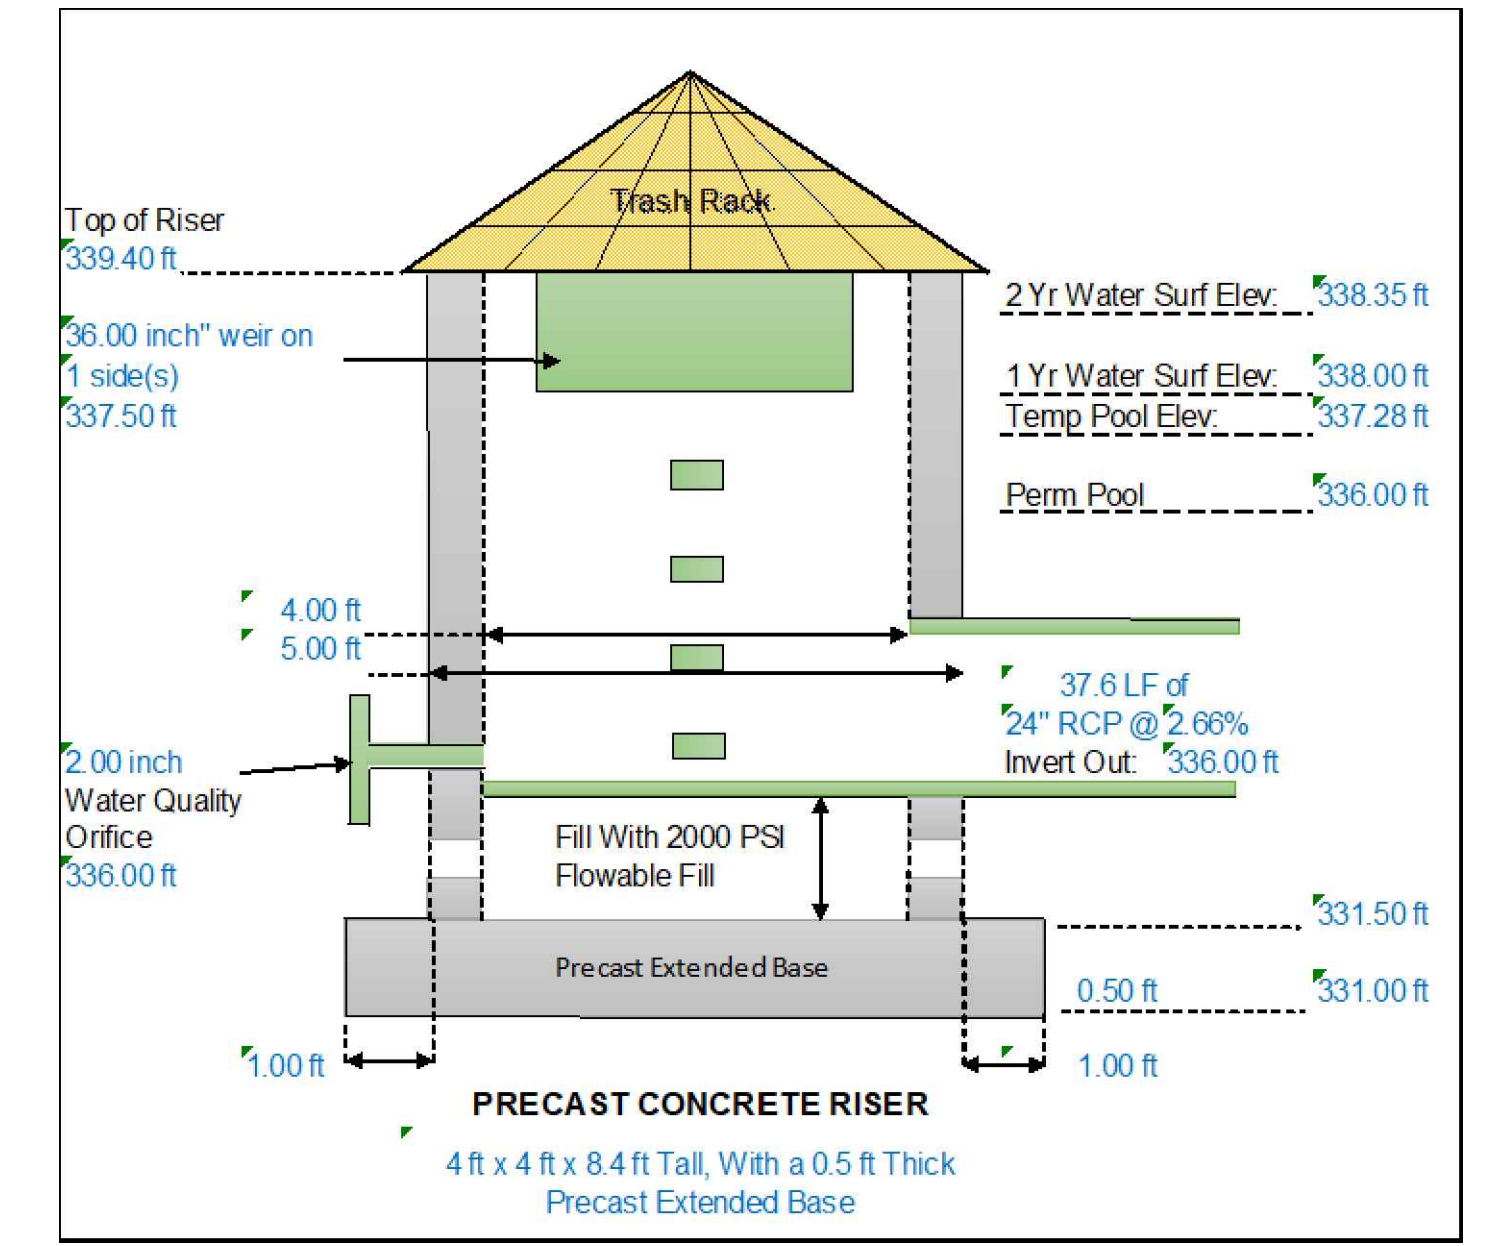 Trash Rack
Top of Riser
339.40 ft
2 Yr Water Surf Elev: 338.35 ft
36.00 inch" weir on
1 side(s)
337.50 ft
1 Yr Water Surf Elev: 338.00 ft
Temp Pool Elev: 337.28 ft
Perm Pool 336.00 ft
4.00 ft
5.00 ft
37.6 LF of
24" RCP @ 2.66%
Invert Out: 336.00 ft
2.00 inch
Water Quality
Orifice
336.00 ft
Fill With 2000 PSI
Flowable Fill
331.50 ft
Precast Extended Base
0.50 ft 331.00 ft
1.00 ft
1.00 ft
PRECAST CONCRETE RISER
4 ft x 4 ft x 8.4 ft Tall, With a 0.5 ft Thick
Precast Extended Base